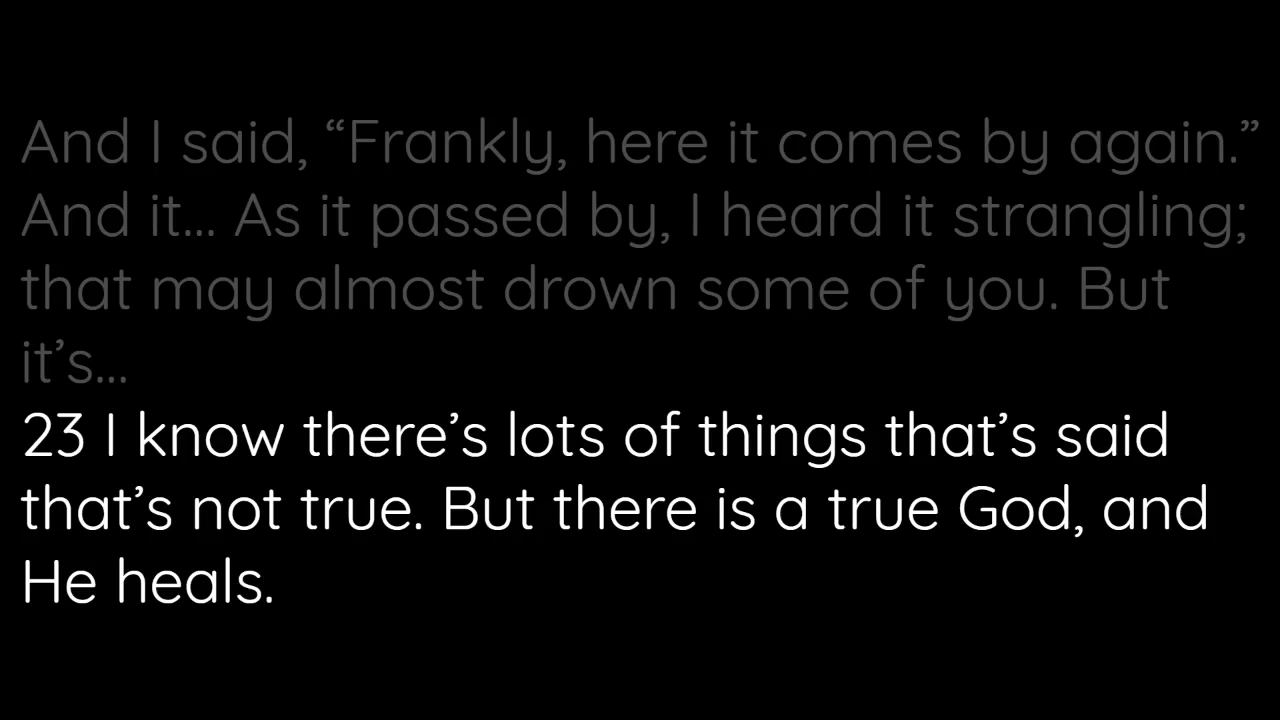 And I said, “Frankly, here it comes by again.”
And it... As it passed by, I heard it strangling;
that may almost drown some of you. But
it’s...
23 I know there’s lots of things that’s said
that’s not true. But there is a true God, and
He heals.